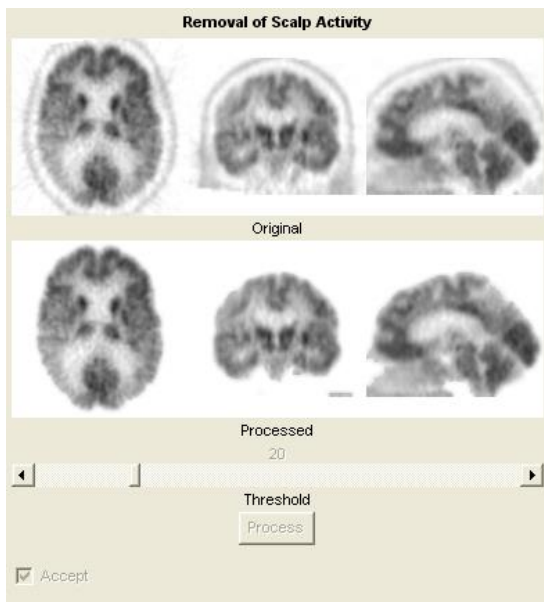 Removal of Scalp Activity
Original
Processed
20
Threshold
Process
Accept